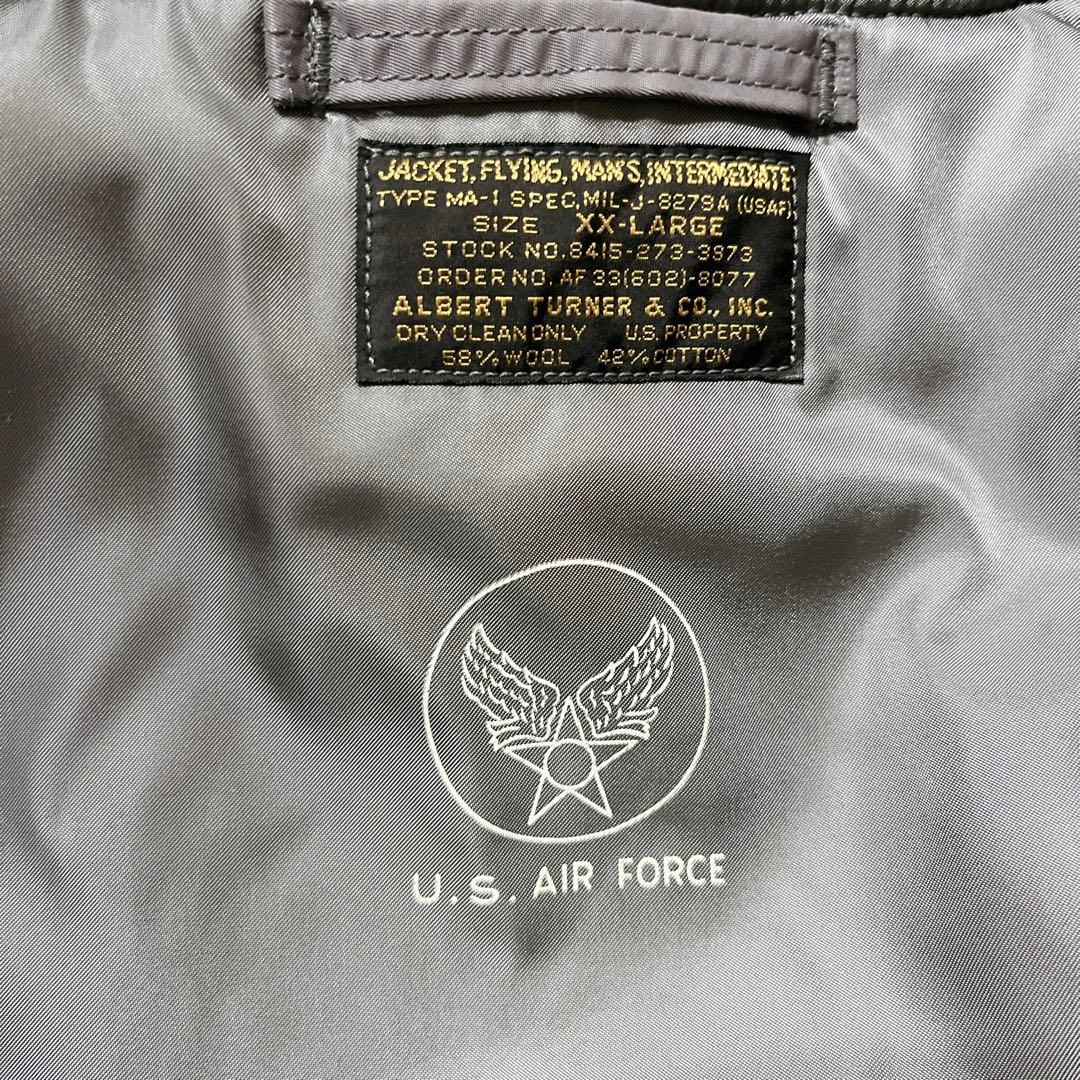 JACKET, FLYING, MAN'S, INTERMEDIATE
TYPE MA-1 SPEC, MIL-J-8279A (USAF)
SIZE XX-LARGE
STOCK NO. 8415-273-3973
ORDER NO. AF 33(602)-8077
ALBERT TURNER & CO., INC.
DRY CLEAN ONLY U.S. PROPERTY
58% WOOL 42% COTTON
U.S. AIR FORCE